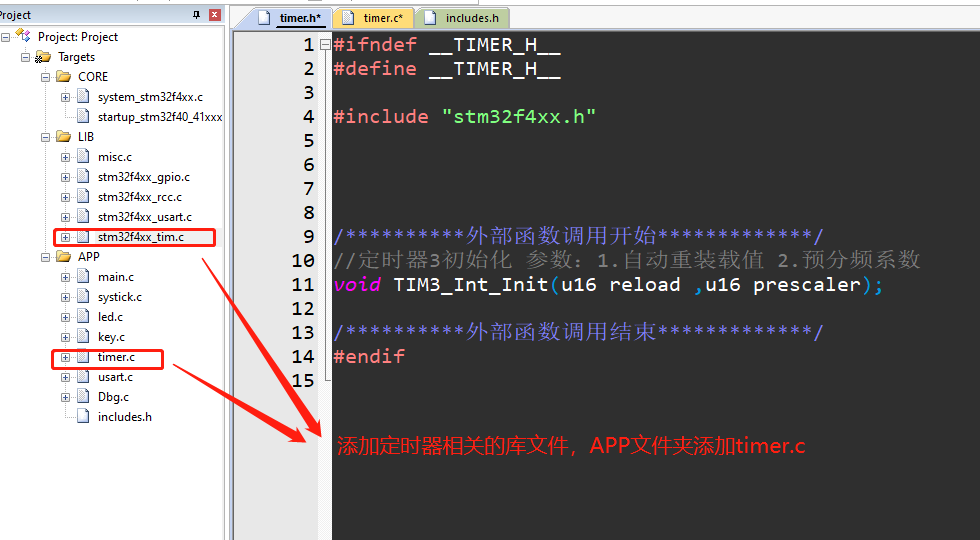 Project
Project: Project
Targets
CORE
system_stm32f4xx.c
startup_stm32f40_41xxx
LIB
misc.c
stm32f4xx_gpio.c
stm32f4xx_rcc.c
stm32f4xx_usart.c
stm32f4xx_tim.c
APP
main.c
systick.c
led.c
key.c
timer.c
usart.c
Dbg.c
includes.h
timer.h* timer.c* includes.h
1 #ifndef __TIMER_H__
2 #define __TIMER_H__
3
4 #include "stm32f4xx.h"
5
6
7
8
9 /**********外部函数调用开始*************/
10 //定时器3初始化 参数：1.自动重装载值 2.预分频系数
11 void TIM3_Int_Init(u16 reload ,u16 prescaler);
12
13 /**********外部函数调用结束*************/
14 #endif
15
添加定时器相关的库文件，APP文件夹添加timer.c